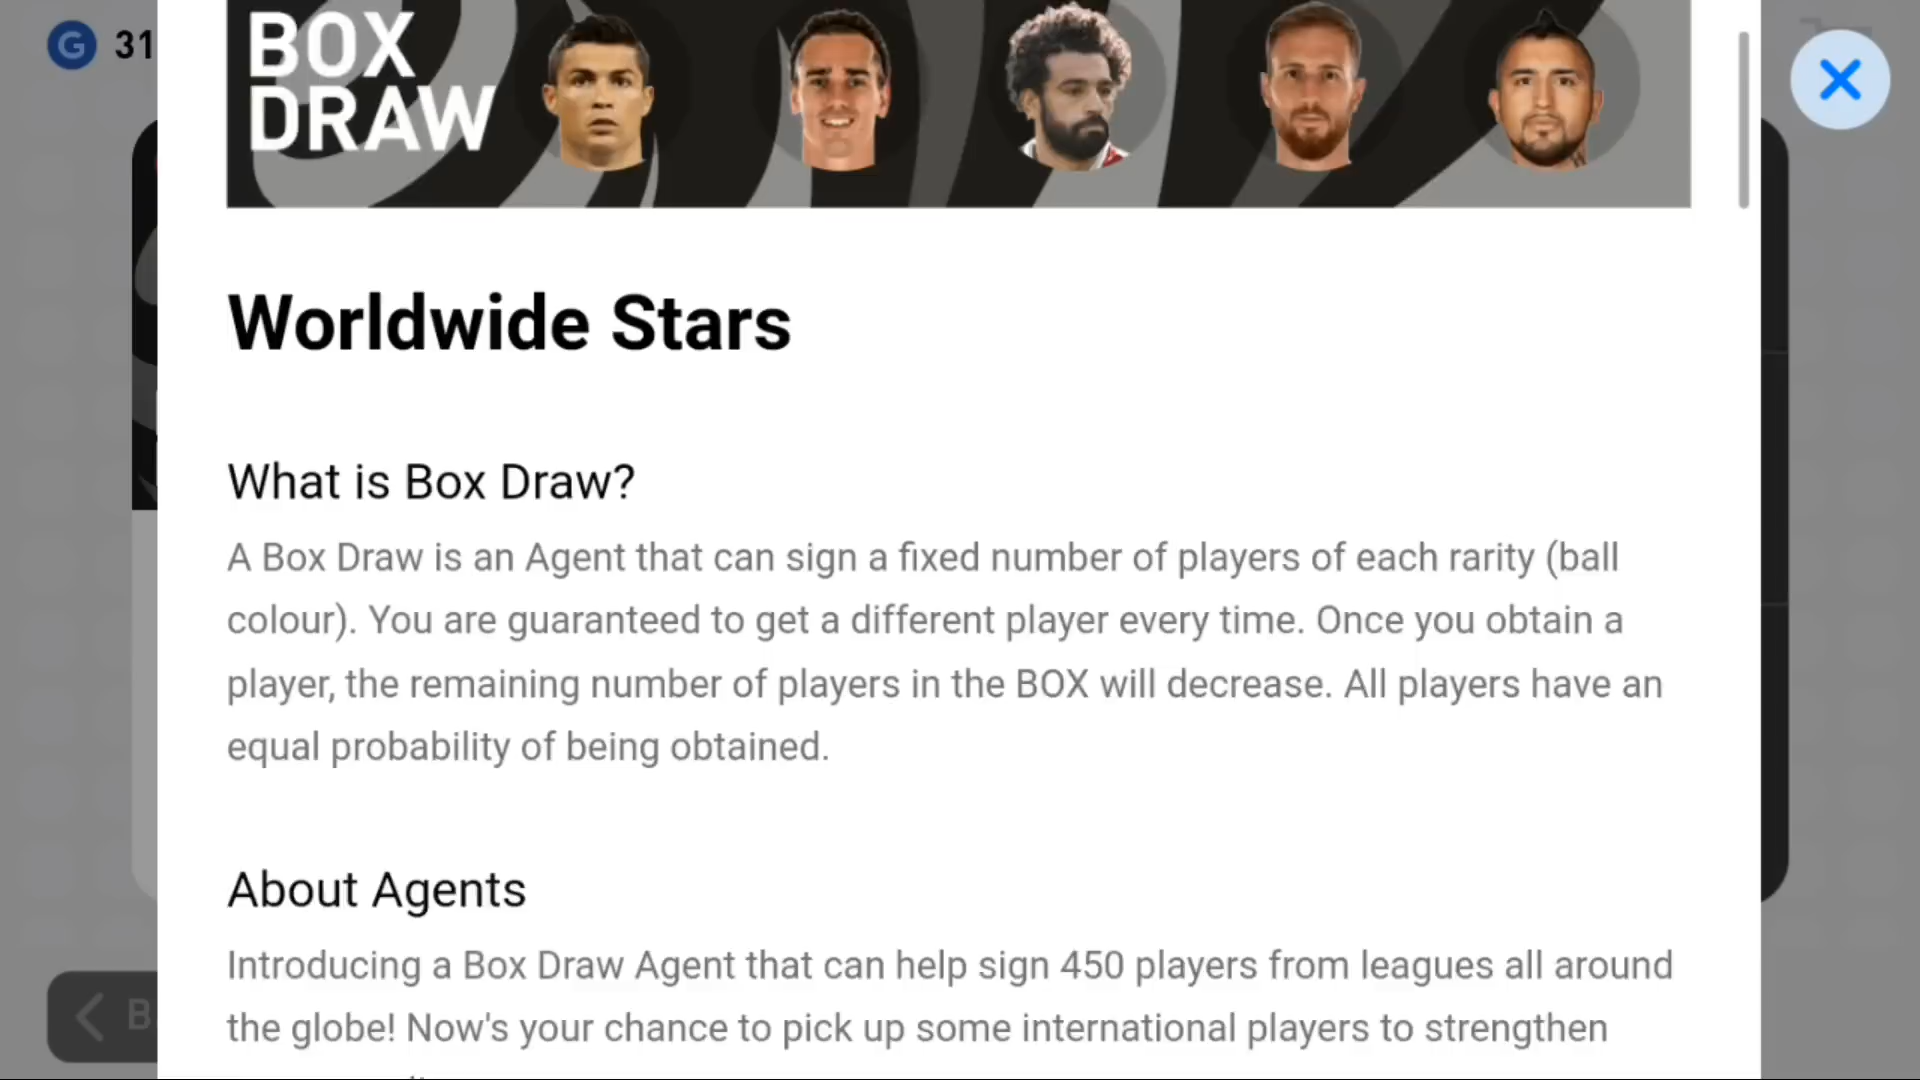 G 31
BOX
DRAW
Worldwide Stars
What is Box Draw?
A Box Draw is an Agent that can sign a fixed number of players of each rarity (ball
colour). You are guaranteed to get a different player every time. Once you obtain a
player, the remaining number of players in the BOX will decrease. All players have an
equal probability of being obtained.
About Agents
Introducing a Box Draw Agent that can help sign 450 players from leagues all around
the globe! Now's your chance to pick up some international players to strengthen
B